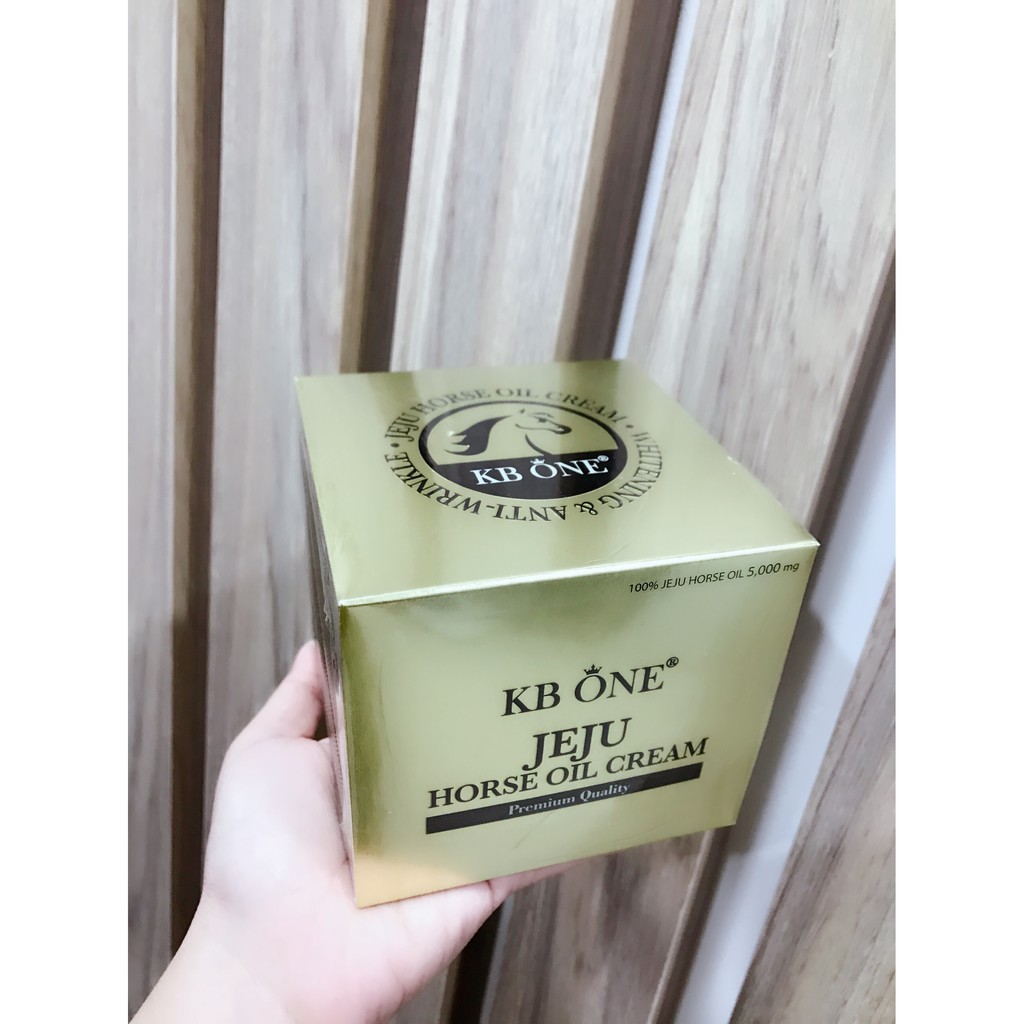 JEJU HORSE OIL CREAM • WHITENING & ANTI-WRINKLE •
KB ONE®
100% JEJU HORSE OIL 5,000 mg
KB ONE®
JEJU
HORSE OIL CREAM
Premium Quality